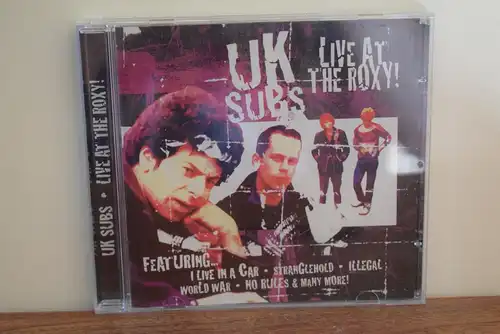 UK SUBS • LIVE AT THE ROXY!
UK
SUBS
LIVE AT
THE ROXY!
FEATURING...
I LIVE IN A CAR • STRANGLEHOLD • ILLEGAL
WORLD WAR • NO RULES & MANY MORE!